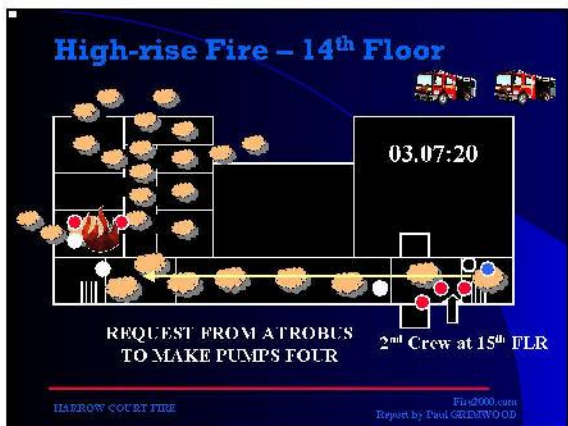 High-rise Fire – 14th Floor
03.07:20
REQUEST FROM ATROBUS
TO MAKE PUMPS FOUR
2nd Crew at 15th FLR
HARROW COURT FIRE
Fire2000.com
Report by Paul GRIMWOOD